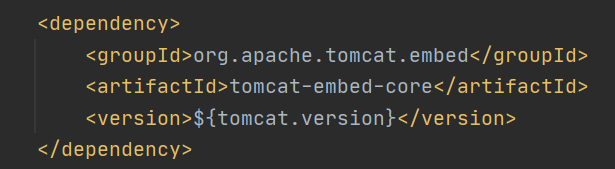 <dependency>
<groupId>org.apache.tomcat.embed</groupId>
<artifactId>tomcat-embed-core</artifactId>
<version>${tomcat.version}</version>
</dependency>